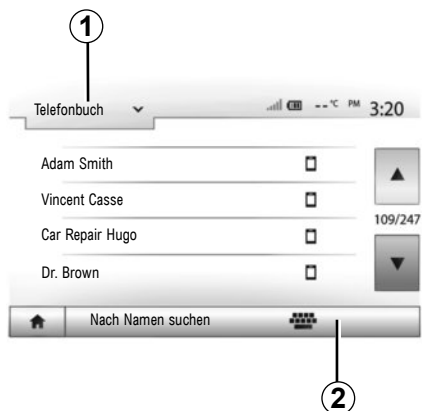 1
Telefonbuch --°C PM 3:20
Adam Smith
Vincent Casse
109/247
Car Repair Hugo
Dr. Brown
Nach Namen suchen
2